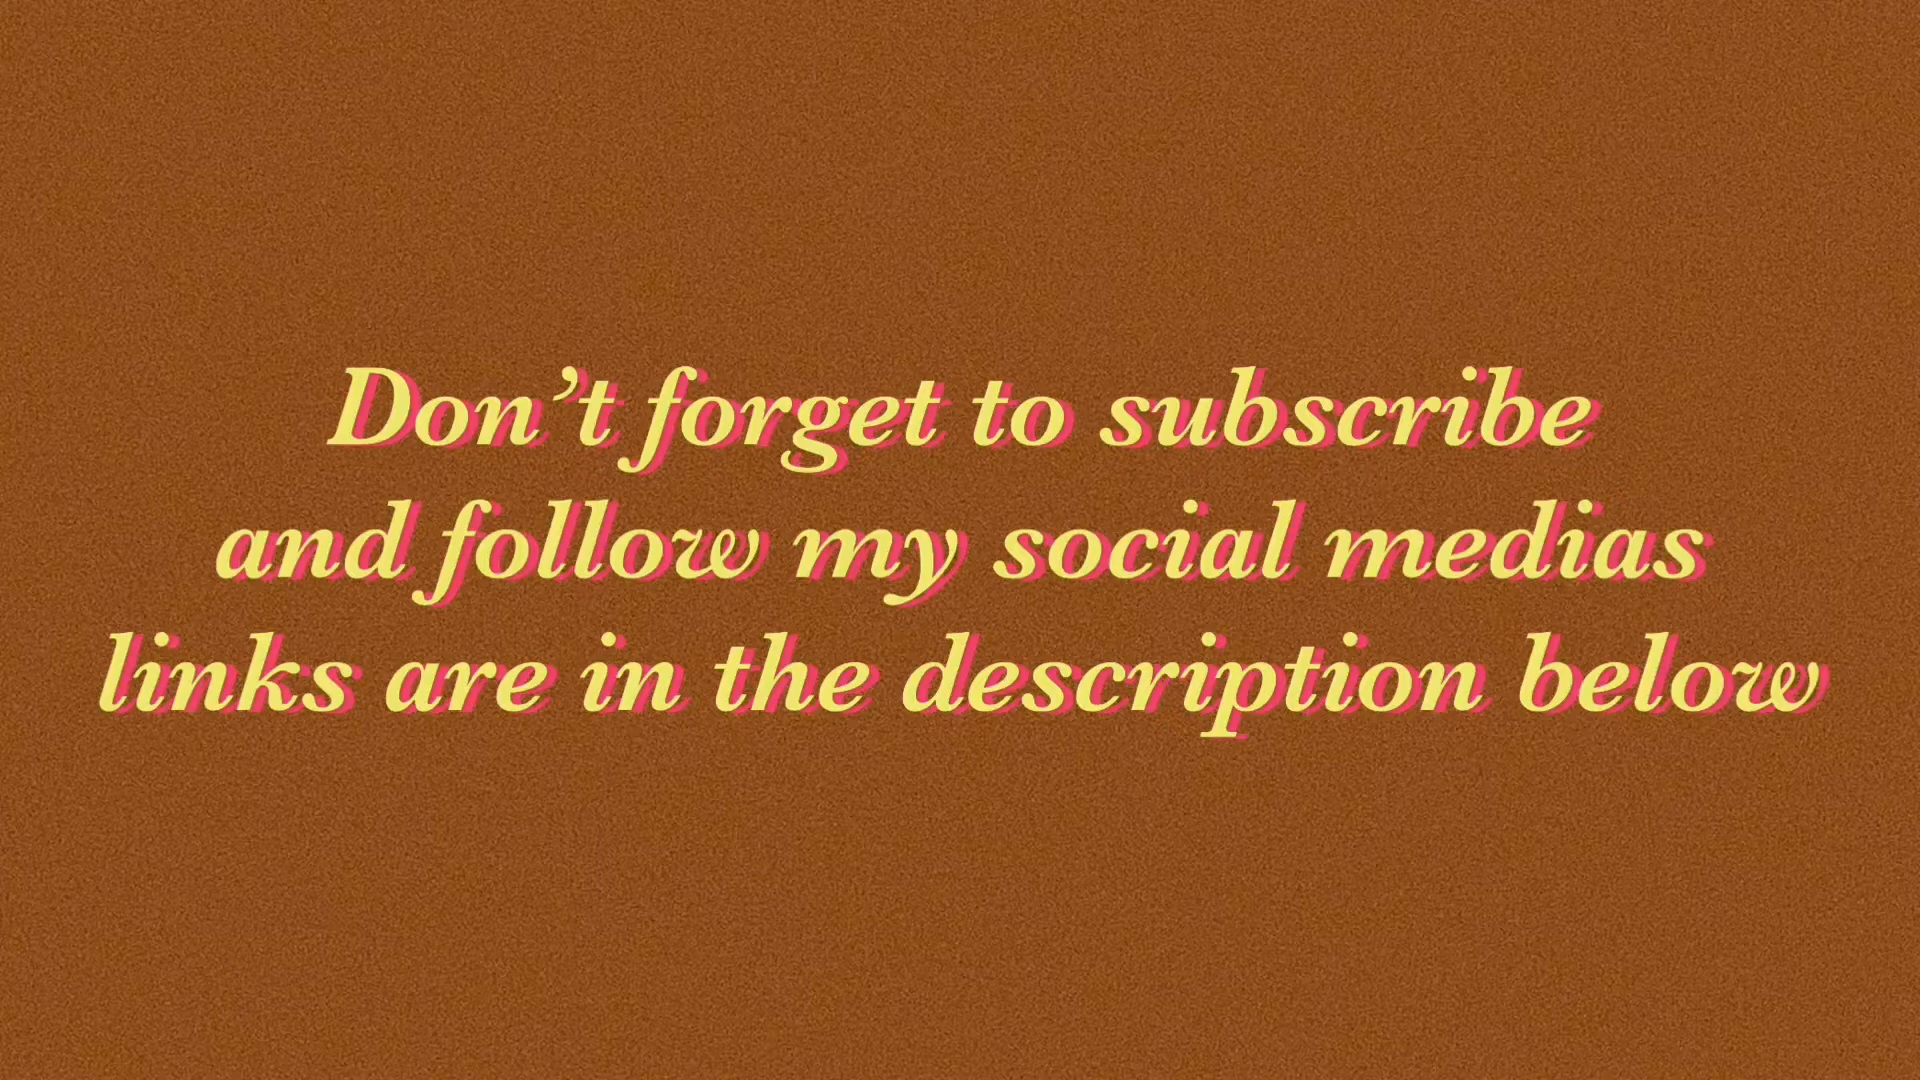 Don’t forget to subscribe
and follow my social medias
links are in the description below